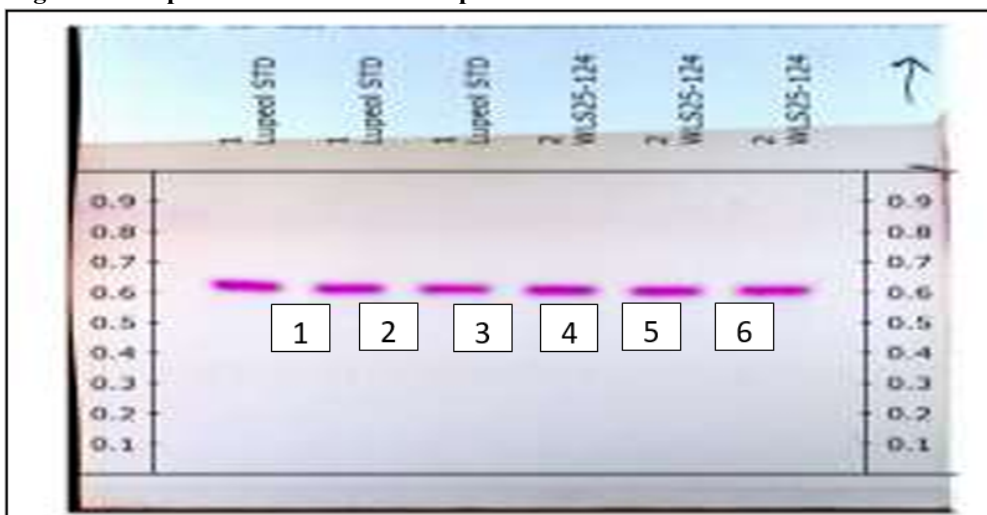 1 Lupeol STD
1 Lupeol STD
1 Lupeol STD
2 WLS25-124
2 WLS25-124
2 WLS25-124
0.9 0.9
0.8 0.8
0.7 0.7
0.6 0.6
0.5 0.5
0.4 0.4
0.3 0.3
0.2 0.2
0.1 0.1
1 2 3 4 5 6